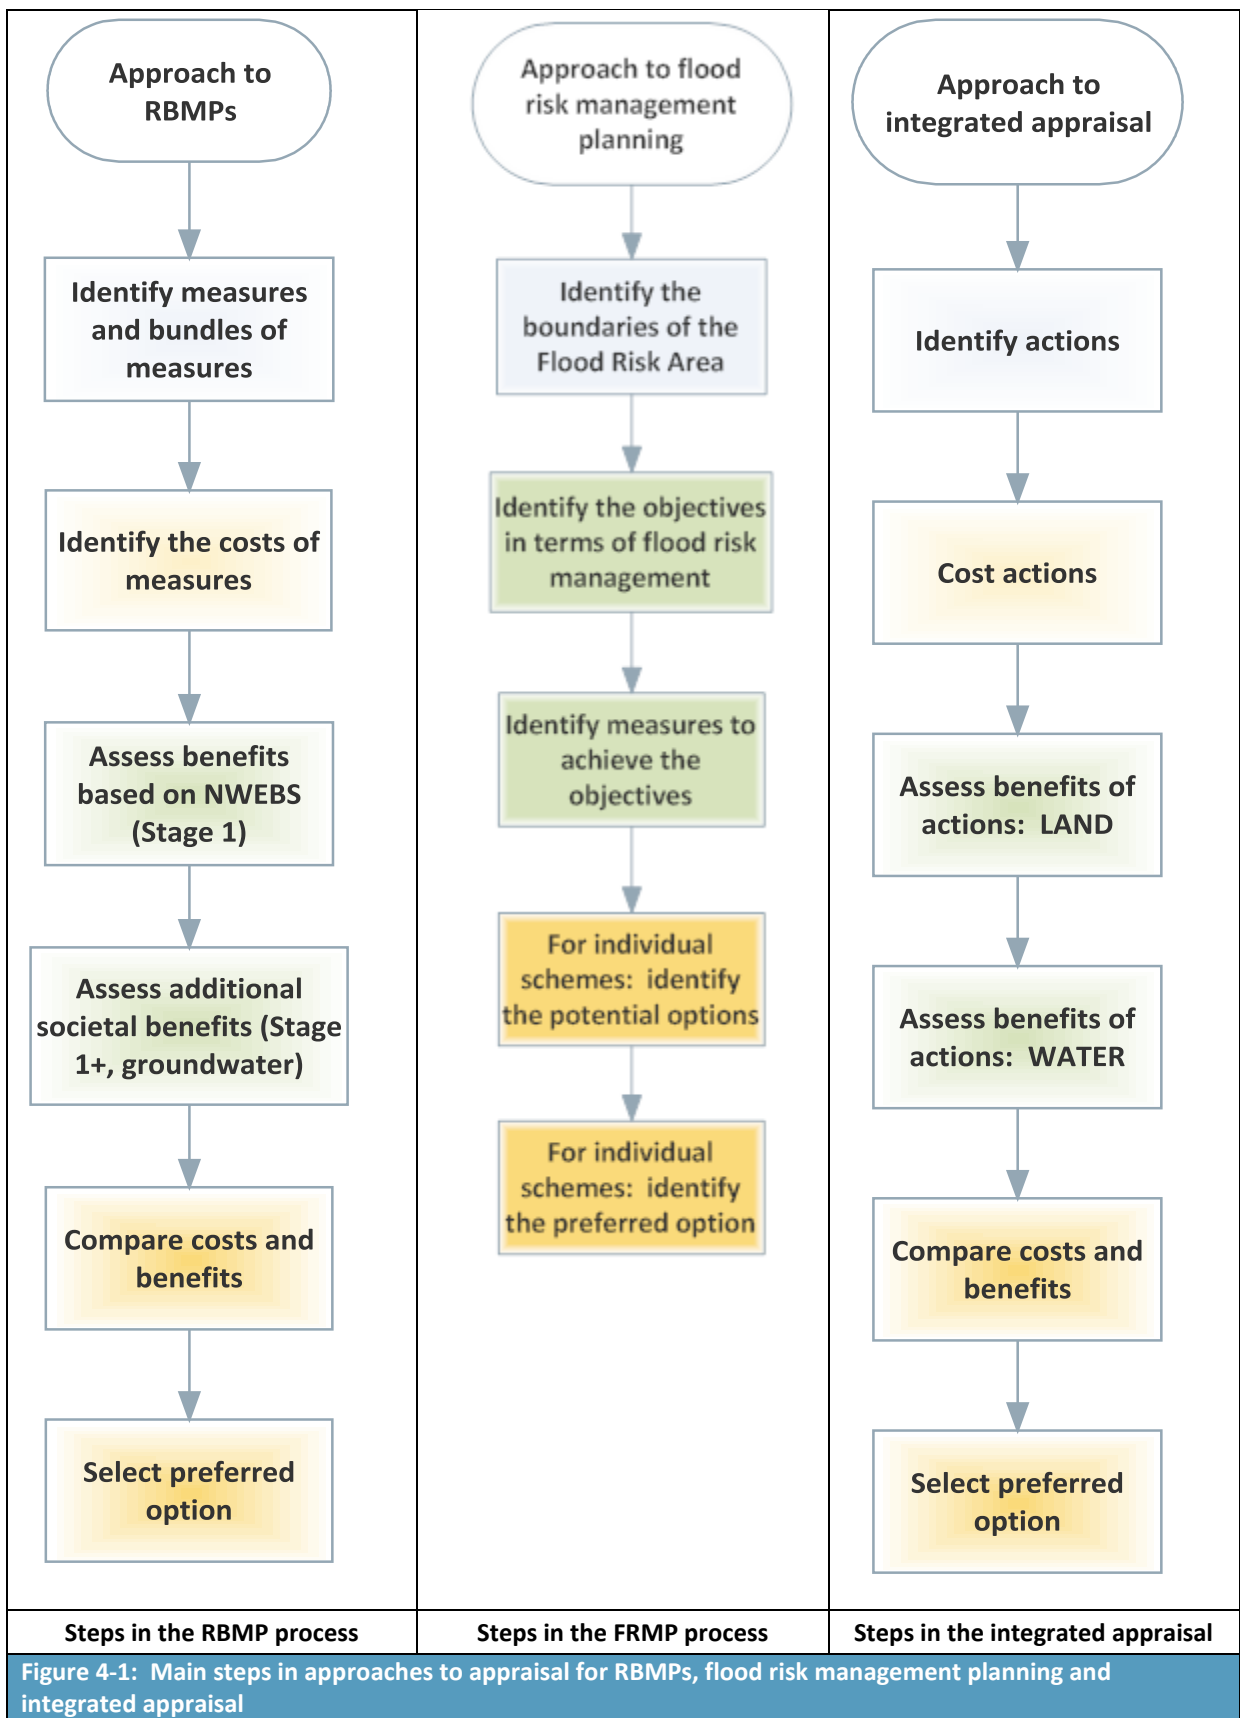 Approach to
RBMPs
Identify measures
and bundles of
measures
Identify the costs of
measures
Assess benefits
based on NWEBS
(Stage 1)
Assess additional
societal benefits (Stage
1+, groundwater)
Compare costs and
benefits
Select preferred
option
Steps in the RBMP process
Approach to flood
risk management
planning
Identify the
boundaries of the
Flood Risk Area
Identify the objectives
in terms of flood risk
management
Identify measures to
achieve the
objectives
For individual
schemes: identify
the potential options
For individual
schemes: identify
the preferred option
Steps in the FRMP process
Approach to
integrated appraisal
Identify actions
Cost actions
Assess benefits of
actions: LAND
Assess benefits of
actions: WATER
Compare costs and
benefits
Select preferred
option
Steps in the integrated appraisal
Figure 4-1: Main steps in approaches to appraisal for RBMPs, flood risk management planning and
integrated appraisal